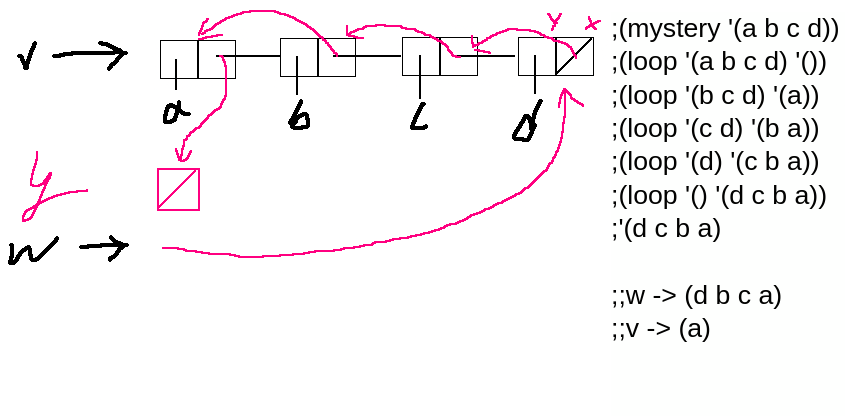 v
a b c d
y x
y
w
;(mystery '(a b c d))
;(loop '(a b c d) '())
;(loop '(b c d) '(a))
;(loop '(c d) '(b a))
;(loop '(d) '(c b a))
;(loop '() '(d c b a))
;'(d c b a)
;;w -> (d b c a)
;;v -> (a)